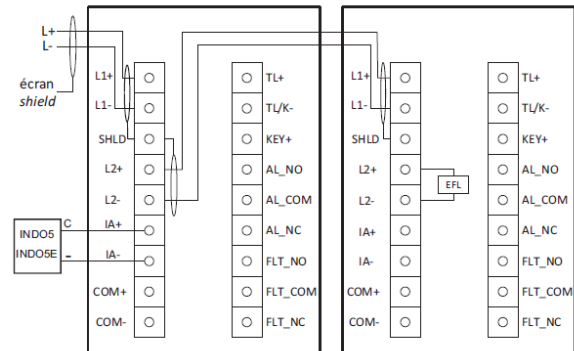 L+
L-
écran
shield
L1+
L1-
SHLD
L2+
L2-
IA+
IA-
COM+
COM-
INDO5
INDO5E
C
-
TL+
TL/K-
KEY+
AL_NO
AL_COM
AL_NC
FLT_NO
FLT_COM
FLT_NC
L1+
L1-
SHLD
L2+
L2-
IA+
IA-
COM+
COM-
EFL
TL+
TL/K-
KEY+
AL_NO
AL_COM
AL_NC
FLT_NO
FLT_COM
FLT_NC